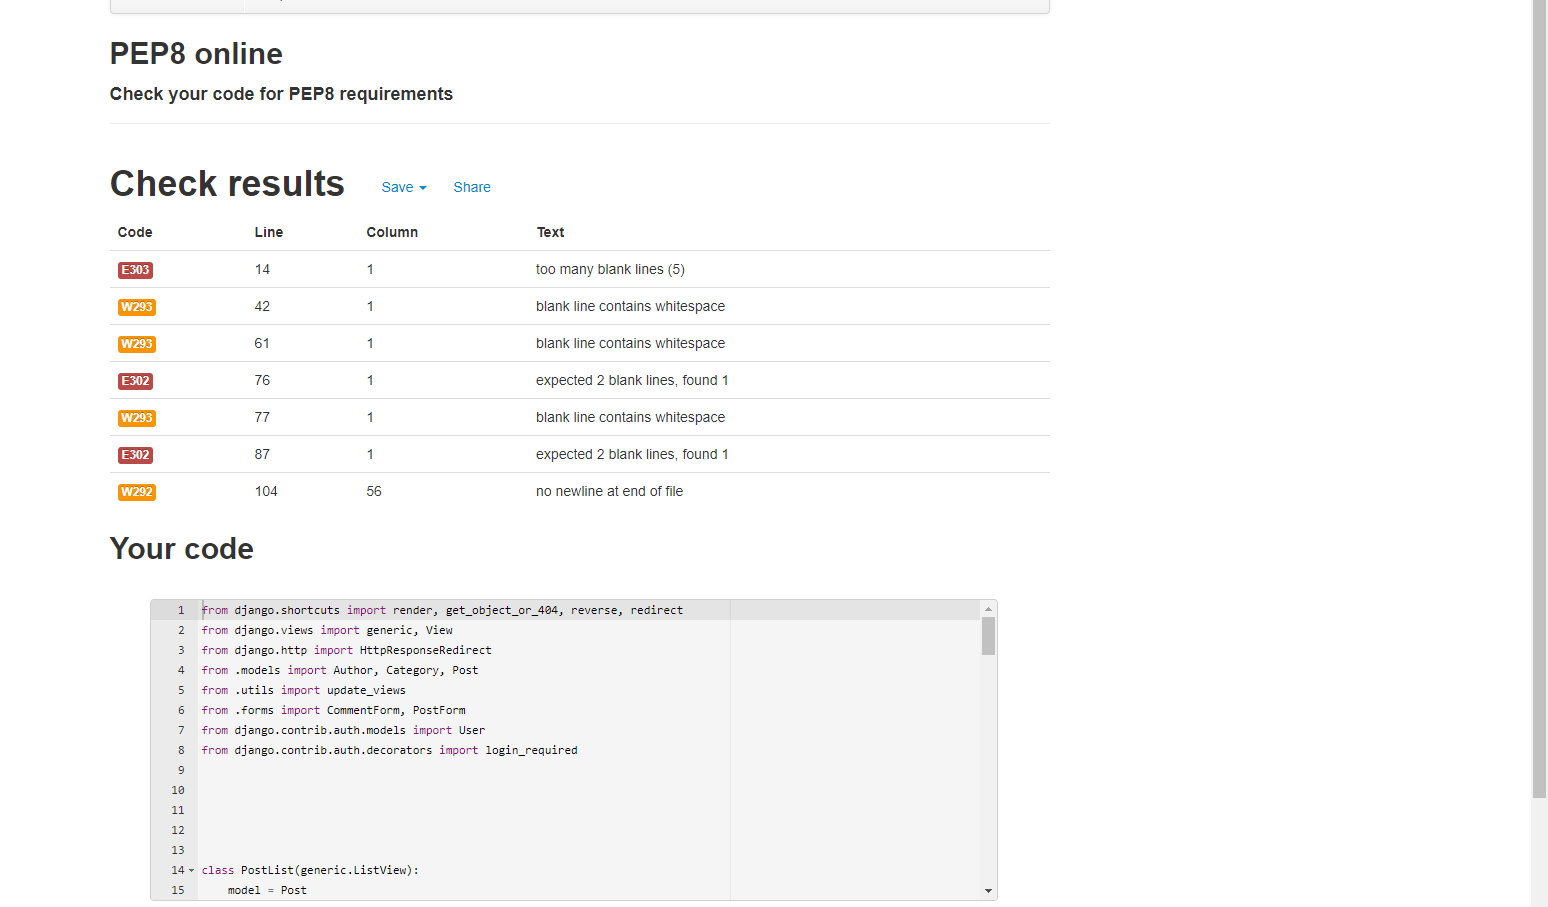 PEP8 online
Check your code for PEP8 requirements
Check results Save Share
Code Line Column Text
E303 14 1 too many blank lines (5)
W293 42 1 blank line contains whitespace
W293 61 1 blank line contains whitespace
E302 76 1 expected 2 blank lines, found 1
W293 77 1 blank line contains whitespace
E302 87 1 expected 2 blank lines, found 1
W292 104 56 no newline at end of file
Your code
1 from django.shortcuts import render, get_object_or_404, reverse, redirect
2 from django.views import generic, View
3 from django.http import HttpResponseRedirect
4 from .models import Author, Category, Post
5 from .utils import update_views
6 from .forms import CommentForm, PostForm
7 from django.contrib.auth.models import User
8 from django.contrib.auth.decorators import login_required
9
10
11
12
13
14 class PostList(generic.ListView):
15 model = Post